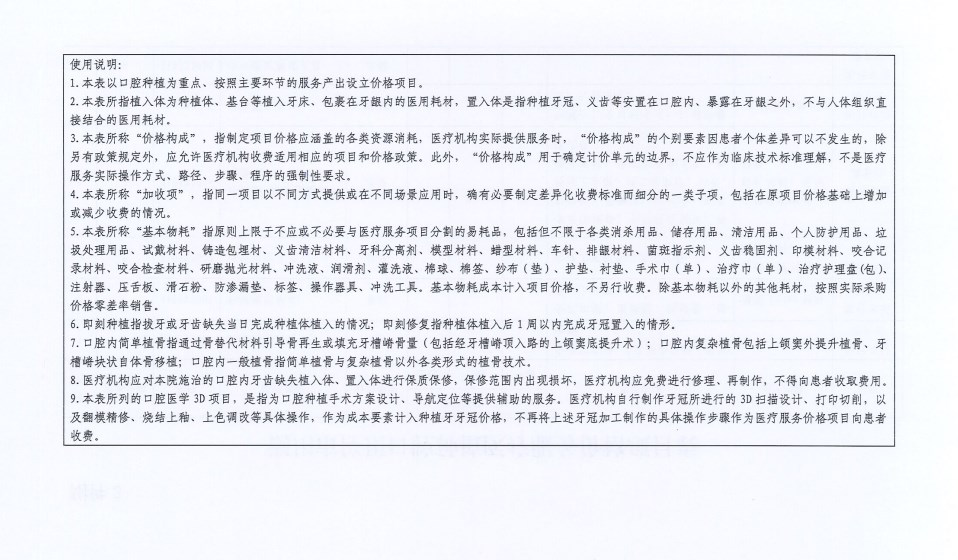 使用说明：
1.本表以口腔种植为重点、按照主要环节的服务产出设立价格项目。
2.本表所指植入体为种植体、基台等植入牙床、包裹在牙龈内的医用耗材，置入体是指种植牙冠、义齿等安置在口腔内、暴露在牙龈之外，不与人体组织直
接结合的医用耗材。
3.本表所称“价格构成”，指制定项目价格应涵盖的各类资源消耗，医疗机构实际提供服务时，“价格构成”的个别要素因患者个体差异可以不发生的，除
另有政策规定外，应允许医疗机构收费适用相应的项目和价格政策。此外，“价格构成”用于确定计价单元的边界，不应作为临床技术标准理解，不是医疗
服务实际操作方式、路径、步骤、程序的强制性要求。
4.本表所称“加收项”，指同一项目以不同方式提供或在不同场景应用时，确有必要制定差异化收费标准而细分的一类子项，包括在原项目价格基础上增加
或减少收费的情况。
5.本表所称“基本物耗”指原则上限于不应或不必要与医疗服务项目分割的易耗品，包括但不限于各类消杀用品、储存用品、清洁用品、个人防护用品、垃
圾处理用品、试戴材料、铸造包埋材、义齿清洁材料、牙科分离剂、模型材料、蜡型材料、车针、排龈材料、菌斑指示剂、义齿稳固剂、印模材料、咬合记
录材料、咬合检查材料、研磨抛光材料、冲洗液、润滑剂、灌洗液、棉球、棉签、纱布（垫）、护垫、衬垫、手术巾（单）、治疗巾（单）、治疗护理盘(包)、
注射器、压舌板、滑石粉、防渗漏垫、标签、操作器具、冲洗工具。基本物耗成本计入项目价格，不另行收费。除基本物耗以外的其他耗材，按照实际采购
价格零差率销售。
6.即刻种植指拔牙或牙齿缺失当日完成种植体植入的情况；即刻修复指种植体植入后1周以内完成牙冠置入的情形。
7.口腔内简单植骨指通过骨替代材料引导骨再生或填充牙槽嵴骨量（包括经牙槽嵴顶入路的上颌窦底提升术）；口腔内复杂植骨包括上颌窦外提升植骨、牙
槽嵴块状自体骨移植；口腔内一般植骨指简单植骨与复杂植骨以外各类形式的植骨技术。
8.医疗机构应对本院施治的口腔内牙齿缺失植入体、置入体进行保质保修，保修范围内出现损坏，医疗机构应免费进行修理、再制作，不得向患者收取费用。
9.本表所列的口腔医学3D项目，是指为口腔种植手术方案设计、导航定位等提供辅助的服务。医疗机构自行制作牙冠所进行的3D扫描设计、打印切削，以
及翻模精修、烧结上釉、上色调改等具体操作，作为成本要素计入种植牙牙冠价格，不再将上述牙冠加工制作的具体操作步骤作为医疗服务价格项目向患者
收费。